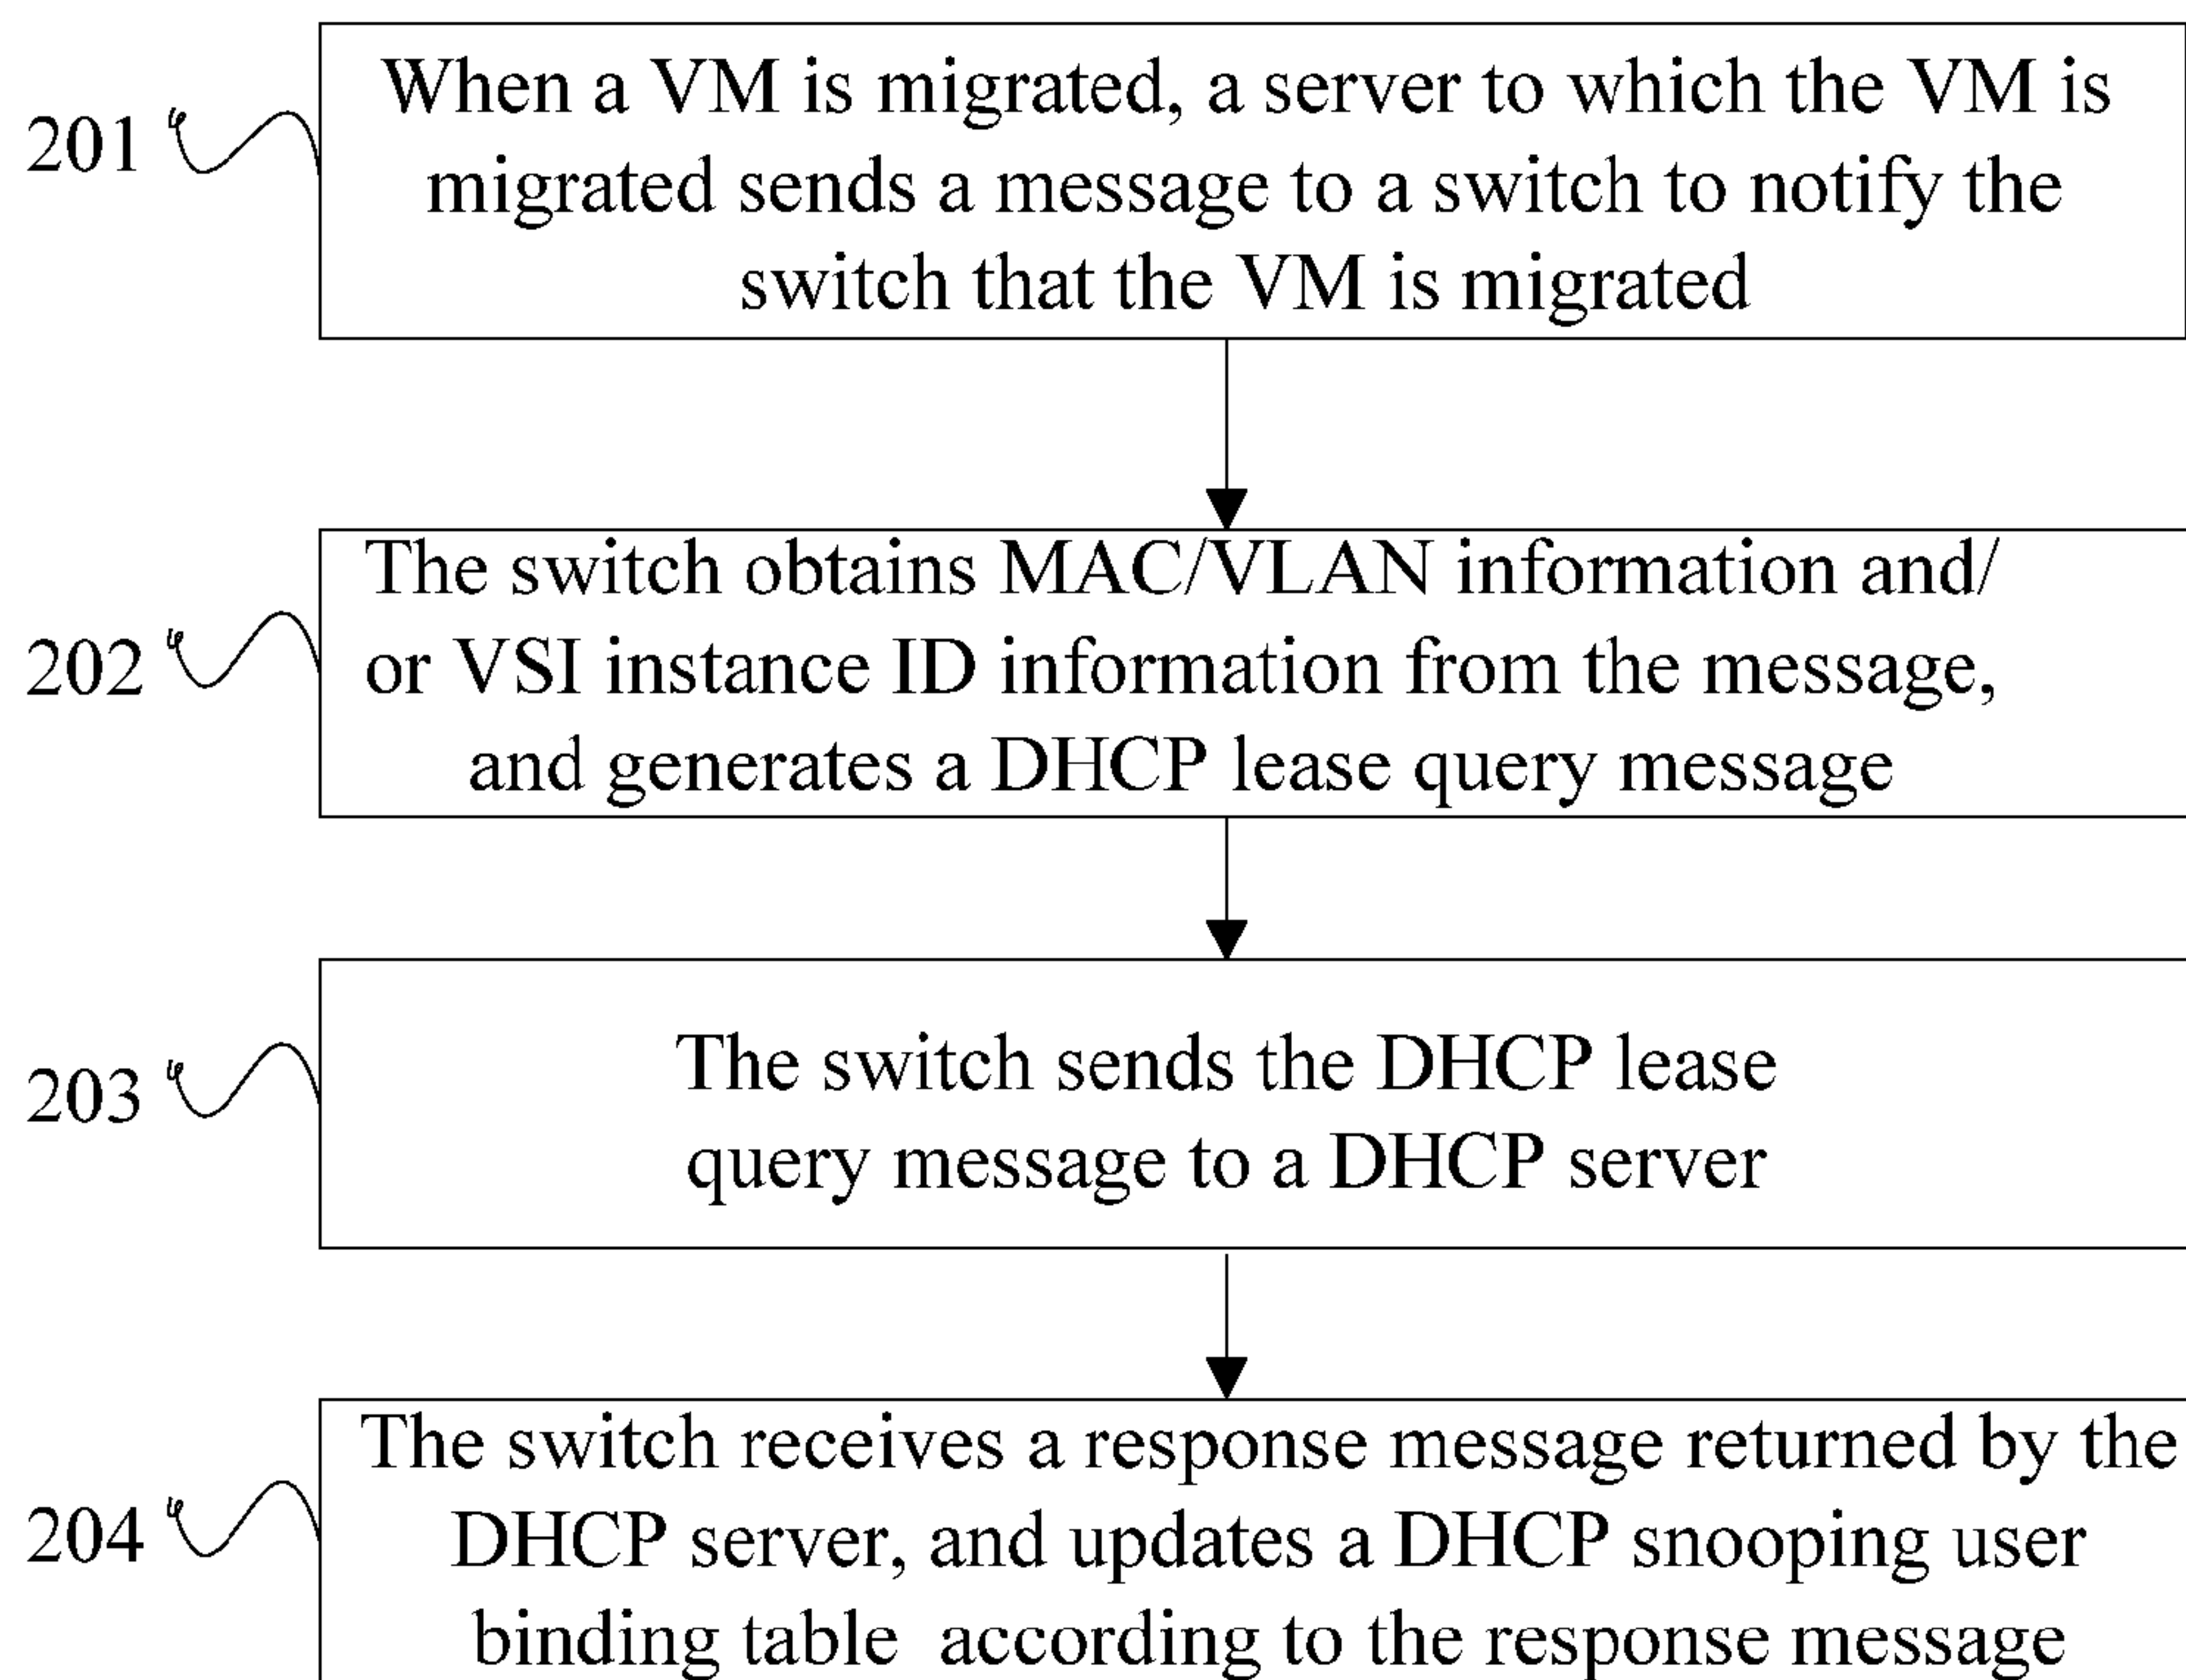 When a VM is migrated, a server to which the VM is
201
migrated sends a message to a switch to notify the
switch that the VM is migrated
The switch obtains MAC/VLAN information and/
202
or VSI instance ID information from the message,
and generates a DHCP lease query message
The switch sends the DHCP lease
203
query message to a DHCP server
The switch receives a response message returned by the
204
DHCP server, and updates a DHCP snooping user
binding table according to the response message